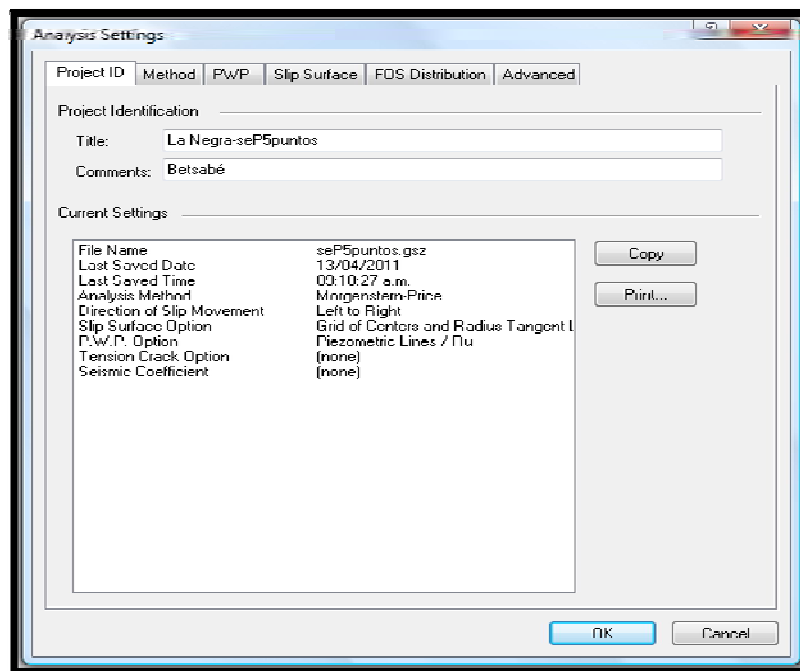 Analysis Settings
Project ID Method PWP Slip Surface FOS Distribution Advanced
Project Identification
Title: La Negra-seP5puntos
Comments: Betsabé
Current Settings
File Name seP5puntos.gsz
Last Saved Date 13/04/2011
Last Saved Time 09:10:27 a.m.
Analysis Method Morgenstern-Price
Direction of Slip Movement Left to Right
Slip Surface Option Grid of Centers and Radius Tangent L
P.W.P. Option Piezometric Lines / Ru
Tension Crack Option (none)
Seismic Coefficient (none)
Copy
Print...
OK Cancel